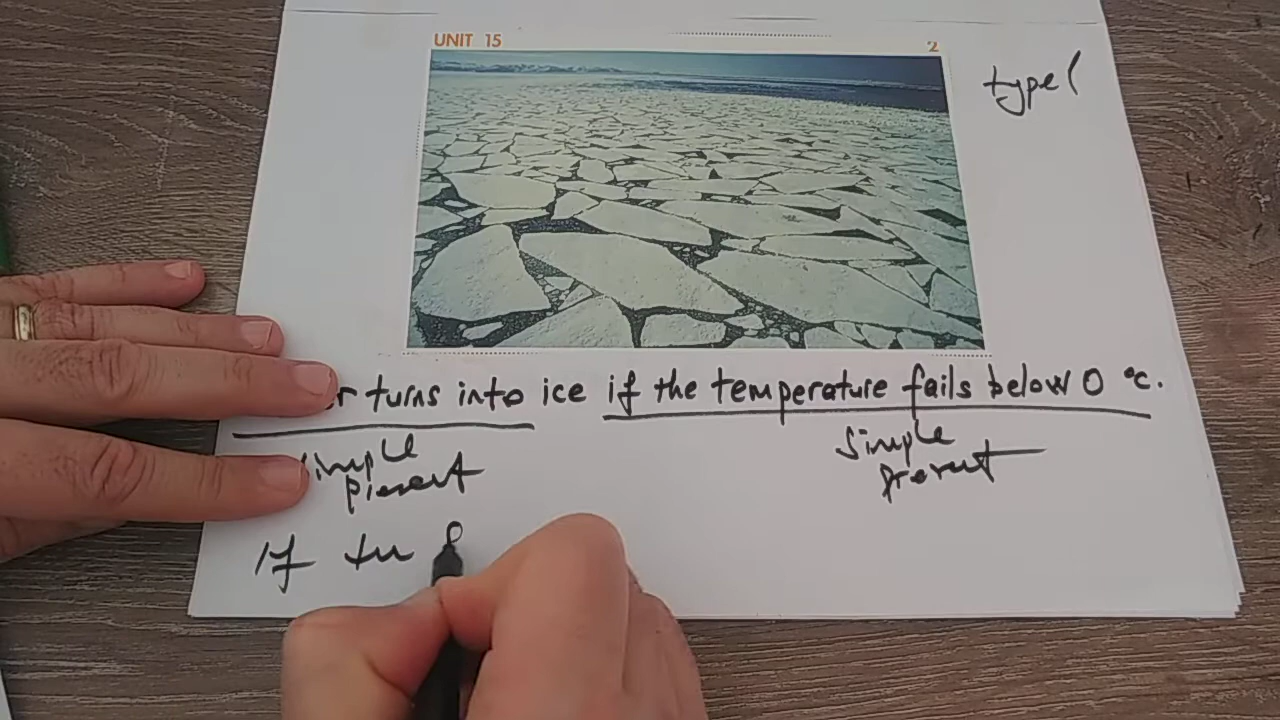 UNIT 15 2
type 1
r turns into ice if the temperature fails below 0 °C.
simple simple
present present
If the